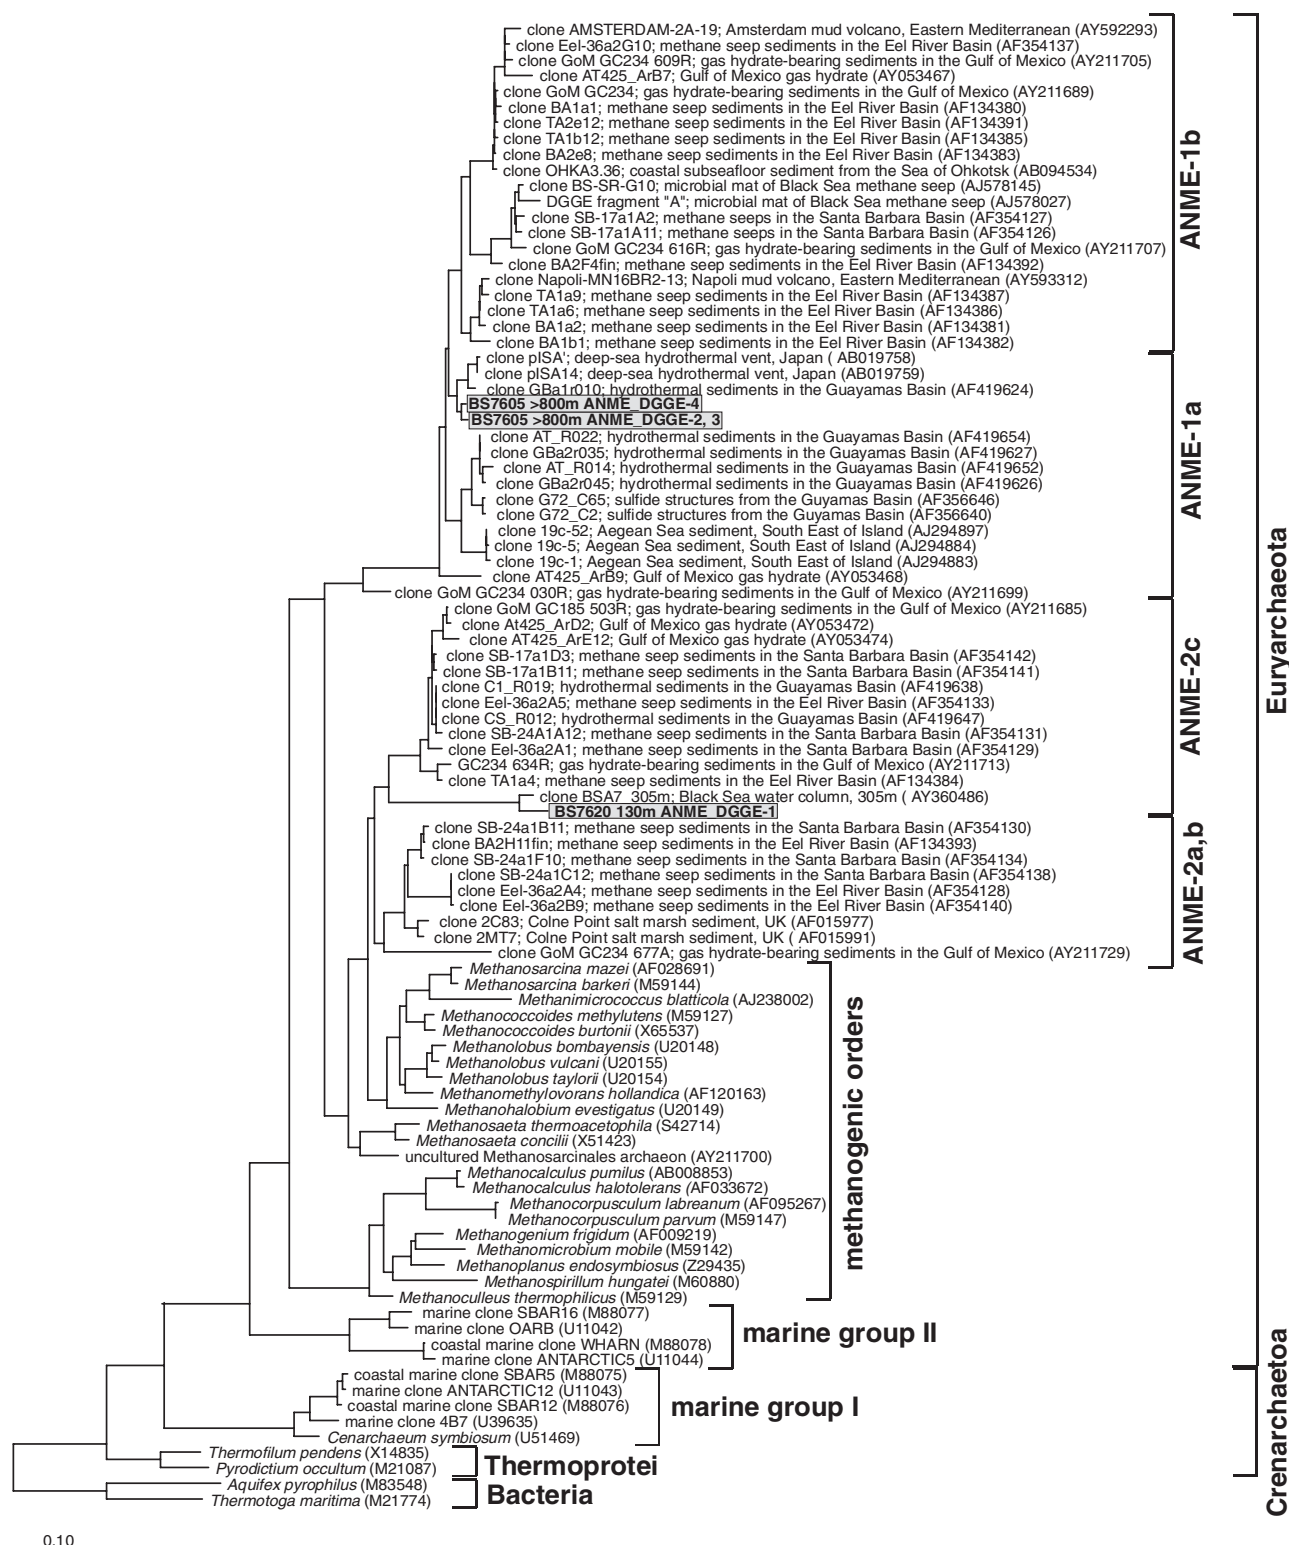 clone AMSTERDAM-2A-19; Amsterdam mud volcano, Eastern Mediterranean (AY592293)
clone Eel-36a2G10; methane seep sediments in the Eel River Basin (AF354137)
clone GoM GC234 609R; gas hydrate-bearing sediments in the Gulf of Mexico (AY211705)
clone AT425_ArB7; Gulf of Mexico gas hydrate (AY053467)
clone GoM GC234; gas hydrate-bearing sediments in the Gulf of Mexico (AY211689)
clone BA1a1; methane seep sediments in the Eel River Basin (AF134380)
clone TA2e12; methane seep sediments in the Eel River Basin (AF134391)
clone TA1b12; methane seep sediments in the Eel River Basin (AF134385)
clone BA2e8; methane seep sediments in the Eel River Basin (AF134383)
clone OHKA3.36; coastal subseafloor sediment from the Sea of Ohkotsk (AB094534)
clone BS-SR-G10; microbial mat of Black Sea methane seep (AJ578145)
DGGE fragment "A"; microbial mat of Black Sea methane seep (AJ578027)
clone SB-17a1A2; methane seeps in the Santa Barbara Basin (AF354127)
clone SB-17a1A11; methane seeps in the Santa Barbara Basin (AF354126)
clone GoM GC234 616R; gas hydrate-bearing sediments in the Gulf of Mexico (AY211707)
clone BA2F4fin; methane seep sediments in the Eel River Basin (AF134392)
clone Napoli-MN16BR2-13; Napoli mud volcano, Eastern Mediterranean (AY593312)
clone TA1a9; methane seep sediments in the Eel River Basin (AF134387)
clone TA1a6; methane seep sediments in the Eel River Basin (AF134386)
clone BA1a2; methane seep sediments in the Eel River Basin (AF134381)
clone BA1b1; methane seep sediments in the Eel River Basin (AF134382)
ANME-1b
clone pISA'; deep-sea hydrothermal vent, Japan ( AB019758)
clone pISA14; deep-sea hydrothermal vent, Japan (AB019759)
clone GBa1r010; hydrothermal sediments in the Guayamas Basin (AF419624)
BS7605 >800m ANME_DGGE-4
BS7605 >800m ANME_DGGE-2, 3
clone AT_R022; hydrothermal sediments in the Guayamas Basin (AF419654)
clone GBa2r035; hydrothermal sediments in the Guayamas Basin (AF419627)
clone AT_R014; hydrothermal sediments in the Guayamas Basin (AF419652)
clone GBa2r045; hydrothermal sediments in the Guayamas Basin (AF419626)
clone G72_C65; sulfide structures from the Guyamas Basin (AF356646)
clone G72_C2; sulfide structures from the Guyamas Basin (AF356640)
clone 19c-52; Aegean Sea sediment, South East of Island (AJ294897)
clone 19c-5; Aegean Sea sediment, South East of Island (AJ294884)
clone 19c-1; Aegean Sea sediment, South East of Island (AJ294883)
clone AT425_ArB9; Gulf of Mexico gas hydrate (AY053468)
clone GoM GC234 030R; gas hydrate-bearing sediments in the Gulf of Mexico (AY211699)
ANME-1a
clone GoM GC185 503R; gas hydrate-bearing sediments in the Gulf of Mexico (AY211685)
clone At425_ArD2; Gulf of Mexico gas hydrate (AY053472)
clone AT425_ArE12; Gulf of Mexico gas hydrate (AY053474)
clone SB-17a1D3; methane seep sediments in the Santa Barbara Basin (AF354142)
clone SB-17a1B11; methane seep sediments in the Santa Barbara Basin (AF354141)
clone C1_R019; hydrothermal sediments in the Guayamas Basin (AF419638)
clone Eel-36a2A5; methane seep sediments in the Eel River Basin (AF354133)
clone CS_R012; hydrothermal sediments in the Guayamas Basin (AF419647)
clone SB-24A1A12; methane seep sediments in the Santa Barbara Basin (AF354131)
clone Eel-36a2A1; methane seep sediments in the Santa Barbara Basin (AF354129)
GC234 634R; gas hydrate-bearing sediments in the Gulf of Mexico (AY211713)
clone TA1a4; methane seep sediments in the Eel River Basin (AF134384)
clone BSA7_305m; Black Sea water column, 305m ( AY360486)
BS7620 130m ANME_DGGE-1
ANME-2c
clone SB-24a1B11; methane seep sediments in the Santa Barbara Basin (AF354130)
clone BA2H11fin; methane seep sediments in the Eel River Basin (AF134393)
clone SB-24a1F10; methane seep sediments in the Santa Barbara Basin (AF354134)
clone SB-24a1C12; methane seep sediments in the Santa Barbara Basin (AF354138)
clone Eel-36a2A4; methane seep sediments in the Eel River Basin (AF354128)
clone Eel-36a2B9; methane seep sediments in the Eel River Basin (AF354140)
clone 2C83; Colne Point salt marsh sediment, UK (AF015977)
clone 2MT7; Colne Point salt marsh sediment, UK ( AF015991)
clone GoM GC234 677A; gas hydrate-bearing sediments in the Gulf of Mexico (AY211729)
ANME-2a,b
Methanosarcina mazei (AF028691)
Methanosarcina barkeri (M59144)
Methanimicrococcus blatticola (AJ238002)
Methanococcoides methylutens (M59127)
Methanococcoides burtonii (X65537)
Methanolobus bombayensis (U20148)
Methanolobus vulcani (U20155)
Methanolobus taylorii (U20154)
Methanomethylovorans hollandica (AF120163)
Methanohalobium evestigatus (U20149)
Methanosaeta thermoacetophila (S42714)
Methanosaeta concilii (X51423)
uncultured Methanosarcinales archaeon (AY211700)
Methanocalculus pumilus (AB008853)
Methanocalculus halotolerans (AF033672)
Methanocorpusculum labreanum (AF095267)
Methanocorpusculum parvum (M59147)
Methanogenium frigidum (AF009219)
Methanomicrobium mobile (M59142)
Methanoplanus endosymbiosus (Z29435)
Methanospirillum hungatei (M60880)
Methanoculleus thermophilicus (M59129)
methanogenic orders
marine clone SBAR16 (M88077)
marine clone OARB (U11042)
coastal marine clone WHARN (M88078)
marine clone ANTARCTIC5 (U11044)
marine group II
Euryarchaeota
coastal marine clone SBAR5 (M88075)
marine clone ANTARCTIC12 (U11043)
coastal marine clone SBAR12 (M88076)
marine clone 4B7 (U39635)
Cenarchaeum symbiosum (U51469)
marine group I
Thermofilum pendens (X14835)
Pyrodictium occultum (M21087)
Thermoprotei
Crenarchaetoa
Aquifex pyrophilus (M83548)
Thermotoga maritima (M21774)
Bacteria
0.10